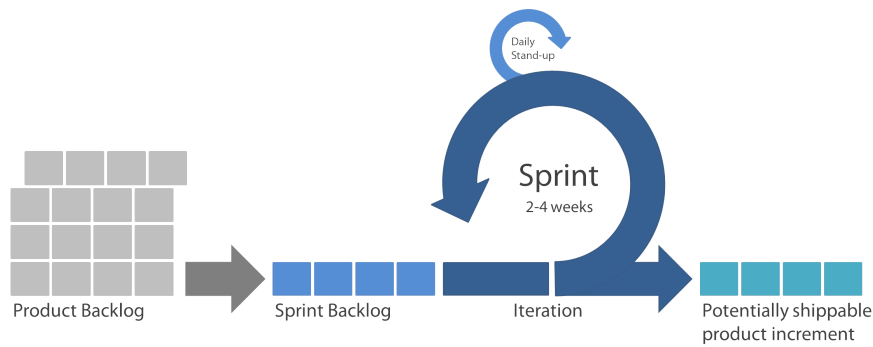 Daily
Stand-up
Sprint
2-4 weeks
Product Backlog
Sprint Backlog
Iteration
Potentially shippable
product increment